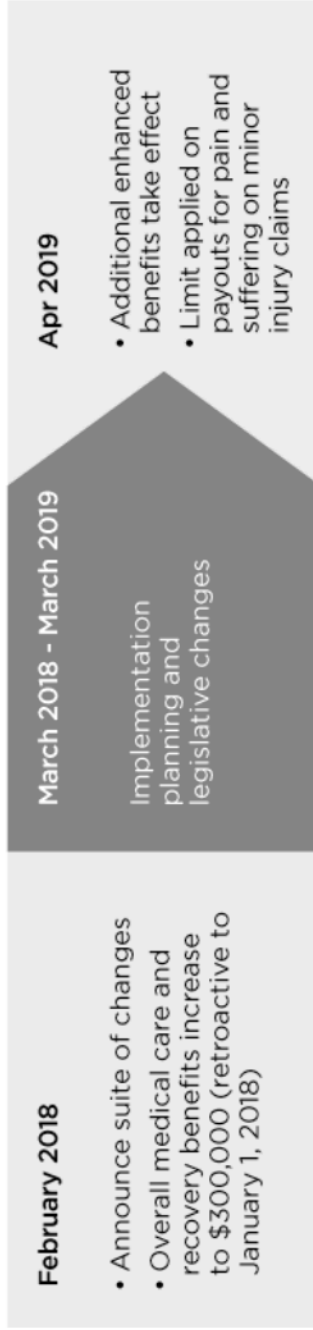 February 2018
• Announce suite of changes
• Overall medical care and
recovery benefits increase
to $300,000 (retroactive to
January 1, 2018)
March 2018 - March 2019
Implementation
planning and
legislative changes
Apr 2019
• Additional enhanced
benefits take effect
• Limit applied on
payouts for pain and
suffering on minor
injury claims